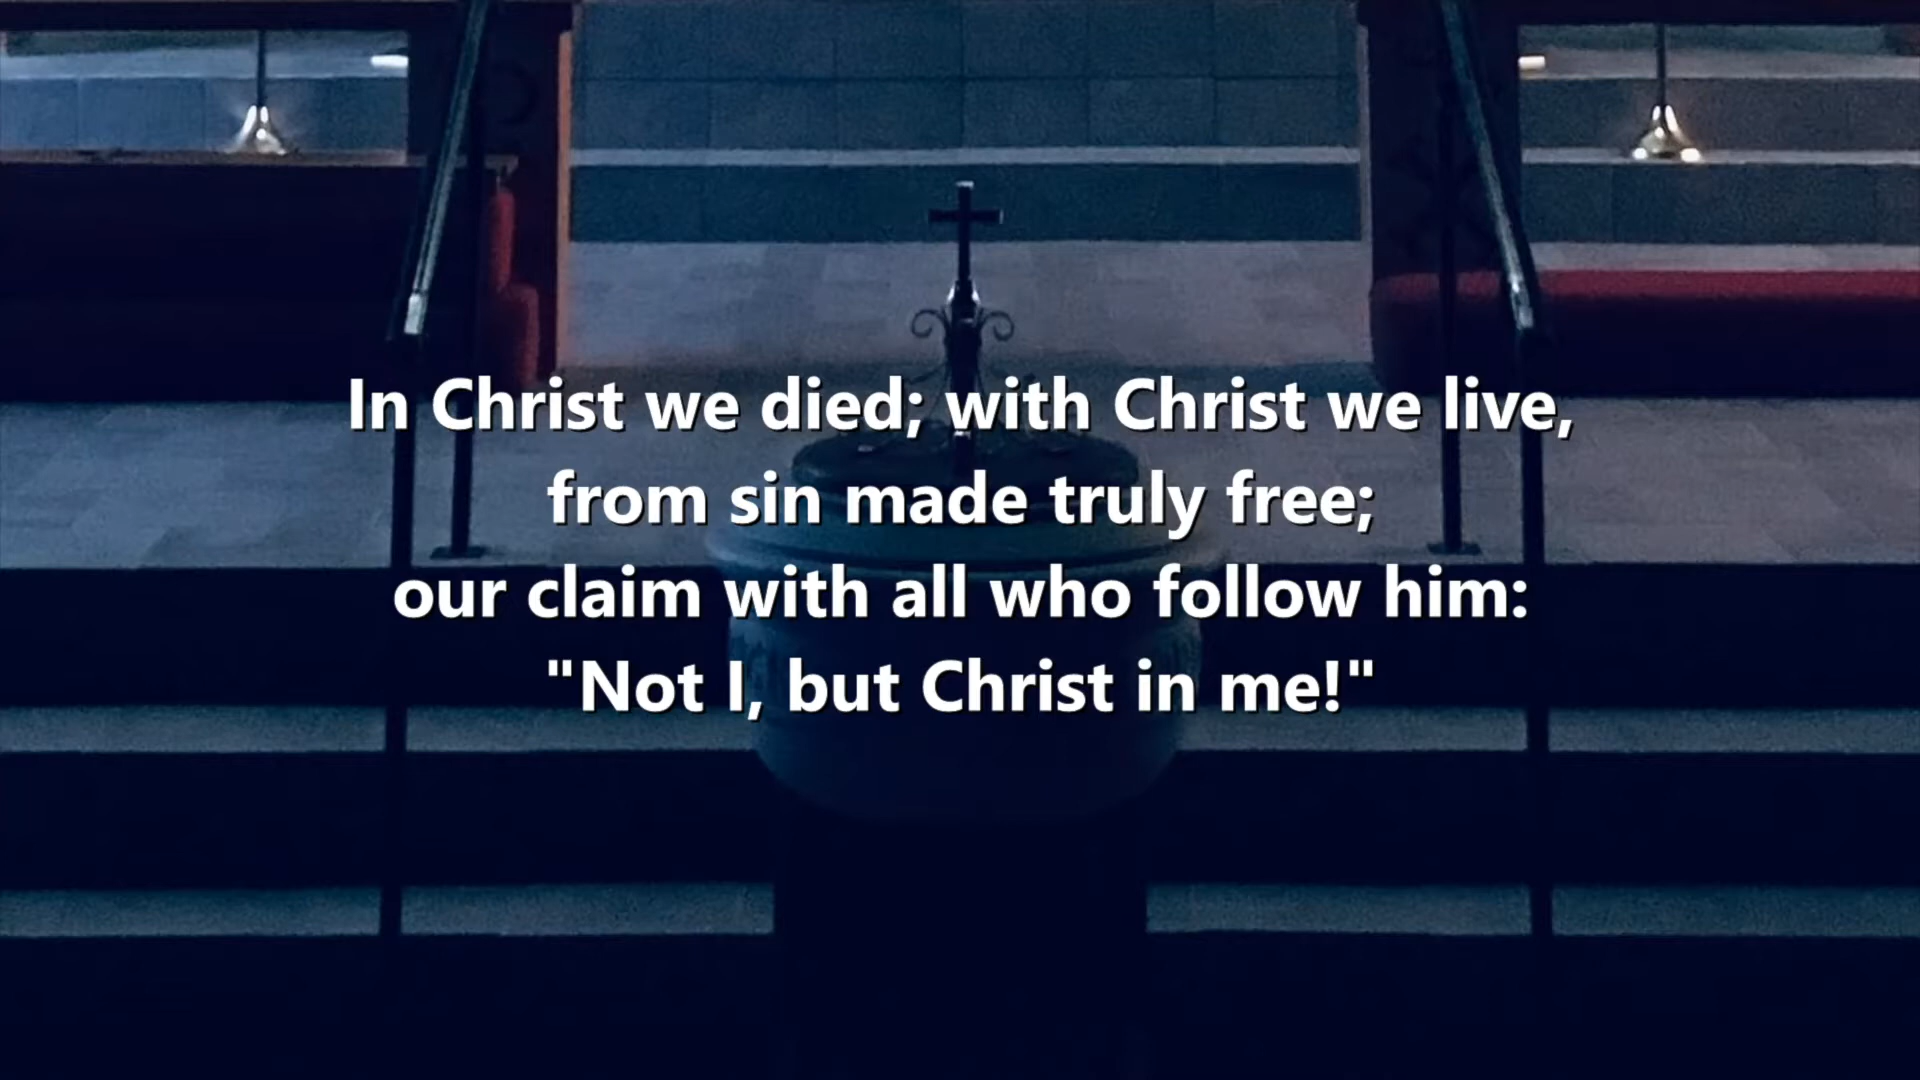 In Christ we died; with Christ we live,
from sin made truly free;
our claim with all who follow him:
"Not I, but Christ in me!"